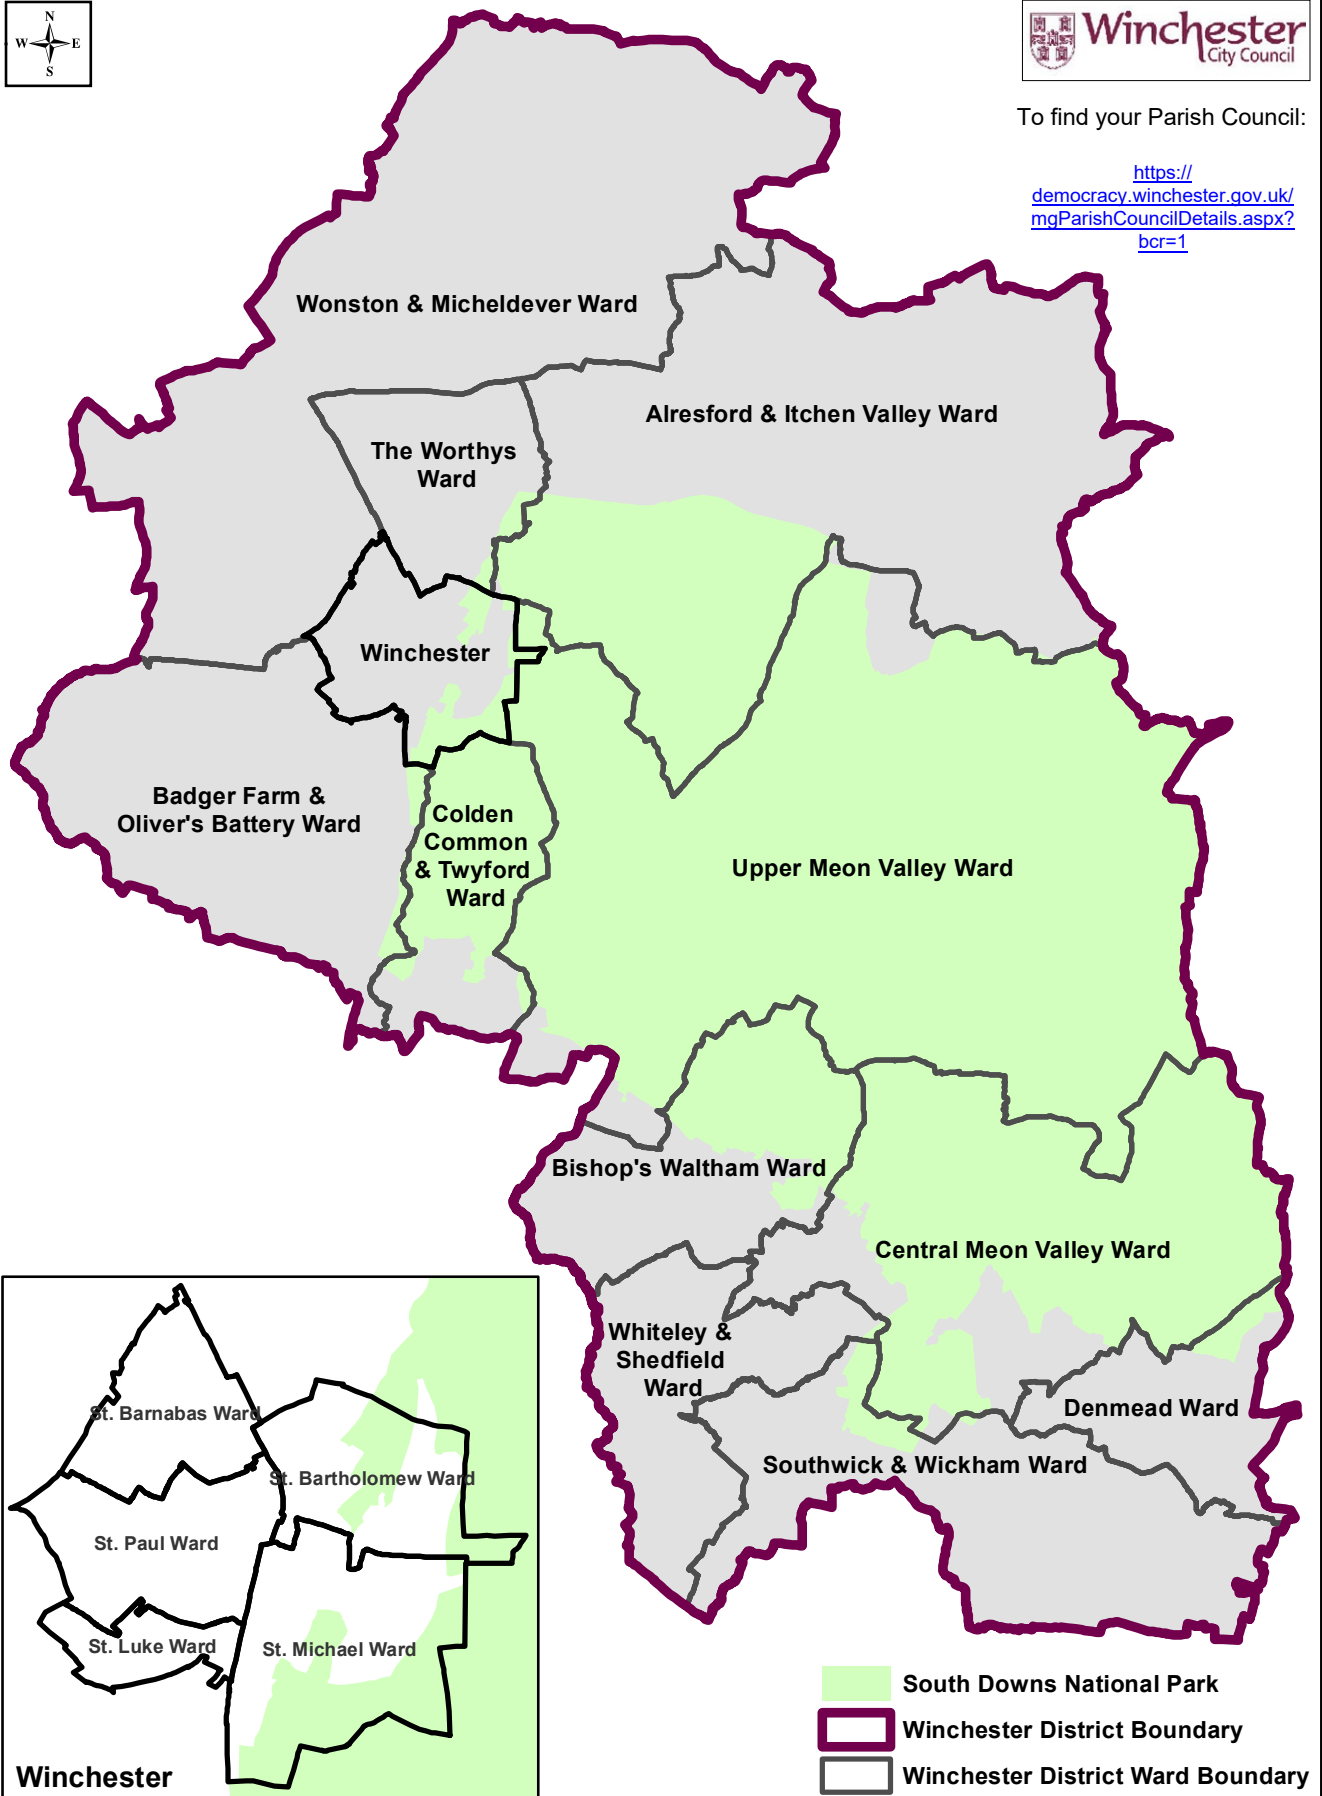 N
W E
S
Winchester
City Council
To find your Parish Council:
https://
democracy.winchester.gov.uk/
mgParishCouncilDetails.aspx?
bcr=1
Wonston & Micheldever Ward
Alresford & Itchen Valley Ward
The Worthys
Ward
Winchester
Badger Farm &
Oliver's Battery Ward
Colden
Common
& Twyford
Ward
Upper Meon Valley Ward
Bishop's Waltham Ward
Central Meon Valley Ward
Whiteley &
Shedfield
Ward
Denmead Ward
Southwick & Wickham Ward
St. Barnabas Ward
St. Bartholomew Ward
St. Paul Ward
St. Luke Ward
St. Michael Ward
Winchester
South Downs National Park
Winchester District Boundary
Winchester District Ward Boundary